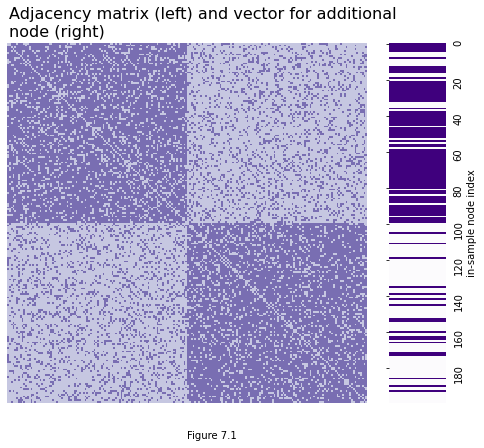 Adjacency matrix (left) and vector for additional
node (right)
0
20
40
60
80
100
120
140
160
180
in-sample node index
Figure 7.1